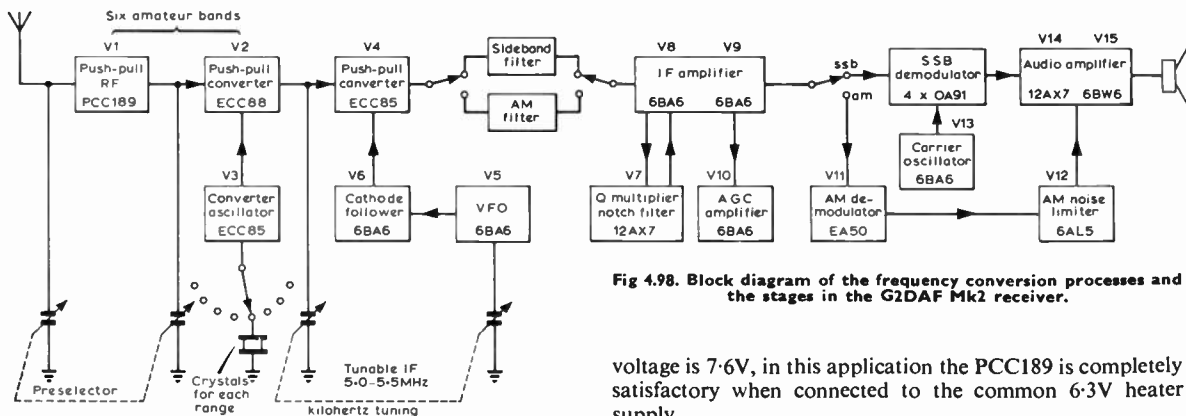 Six amateur bands
V1
Push-pull
RF
PCC189
V2
Push-pull
converter
ECC88
V4
Push-pull
converter
ECC85
Sideband
filter
AM
filter
V8 V9
I F amplifier
6BA6 6BA6
ssb
am
SSB
demodulator
4 x OA91
V14 V15
Audio amplifier
12AX7 6BW6
V13
Carrier
oscillator
6BA6
V3
Converter
oscillator
ECC85
V6
Cathode
follower
6BA6
V5
VFO
6BA6
V7
Q multiplier
notch filter
12AX7
V10
AGC
amplifier
6BA6
V11
AM de-
modulator
EA50
V12
AM noise
limiter
6AL5
Preselector
Crystals
for each
range
Tunable IF
5·0–5·5MHz
kilohertz tuning
Fig 4.98. Block diagram of the frequency conversion processes and
the stages in the G2DAF Mk2 receiver.
voltage is 7·6V, in this application the PCC189 is completely
satisfactory when connected to the common 6·3V heater
supply.